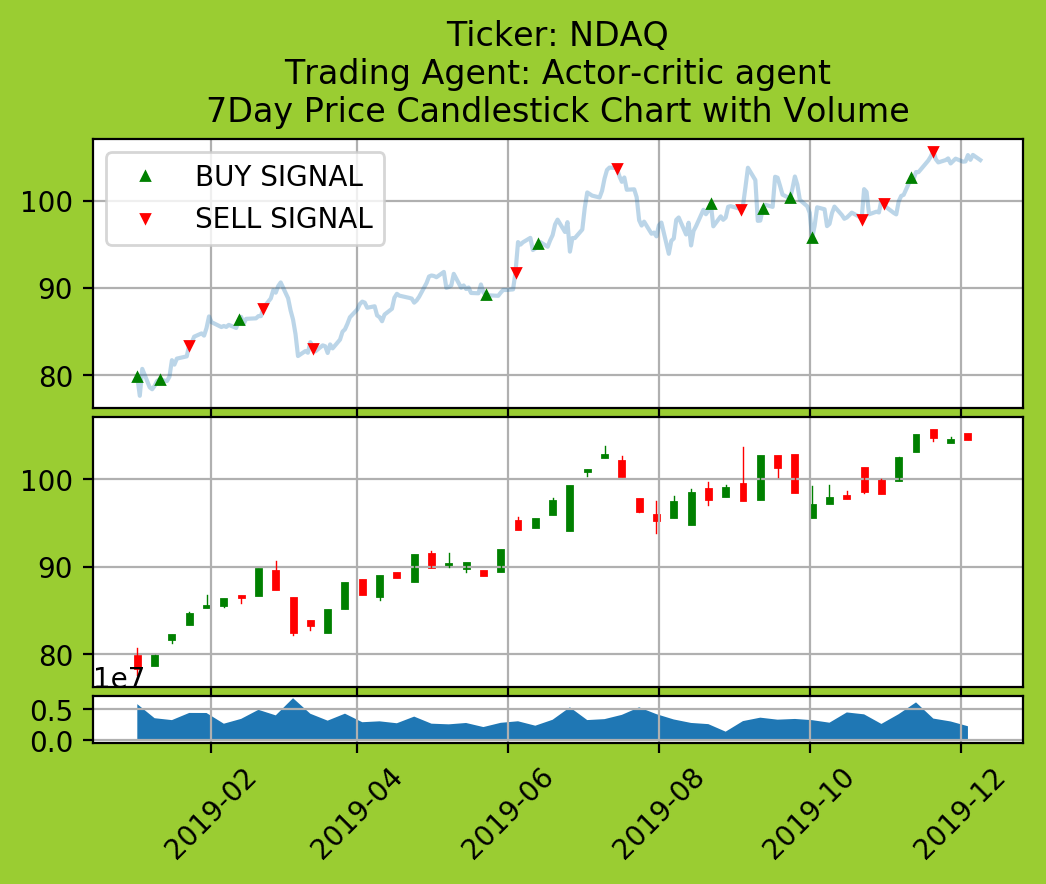 Ticker: NDAQ
Trading Agent: Actor-critic agent
7Day Price Candlestick Chart with Volume
BUY SIGNAL
SELL SIGNAL
100
90
80
100
90
80
1e7
0.5
0.0
2019-02
2019-04
2019-06
2019-08
2019-10
2019-12